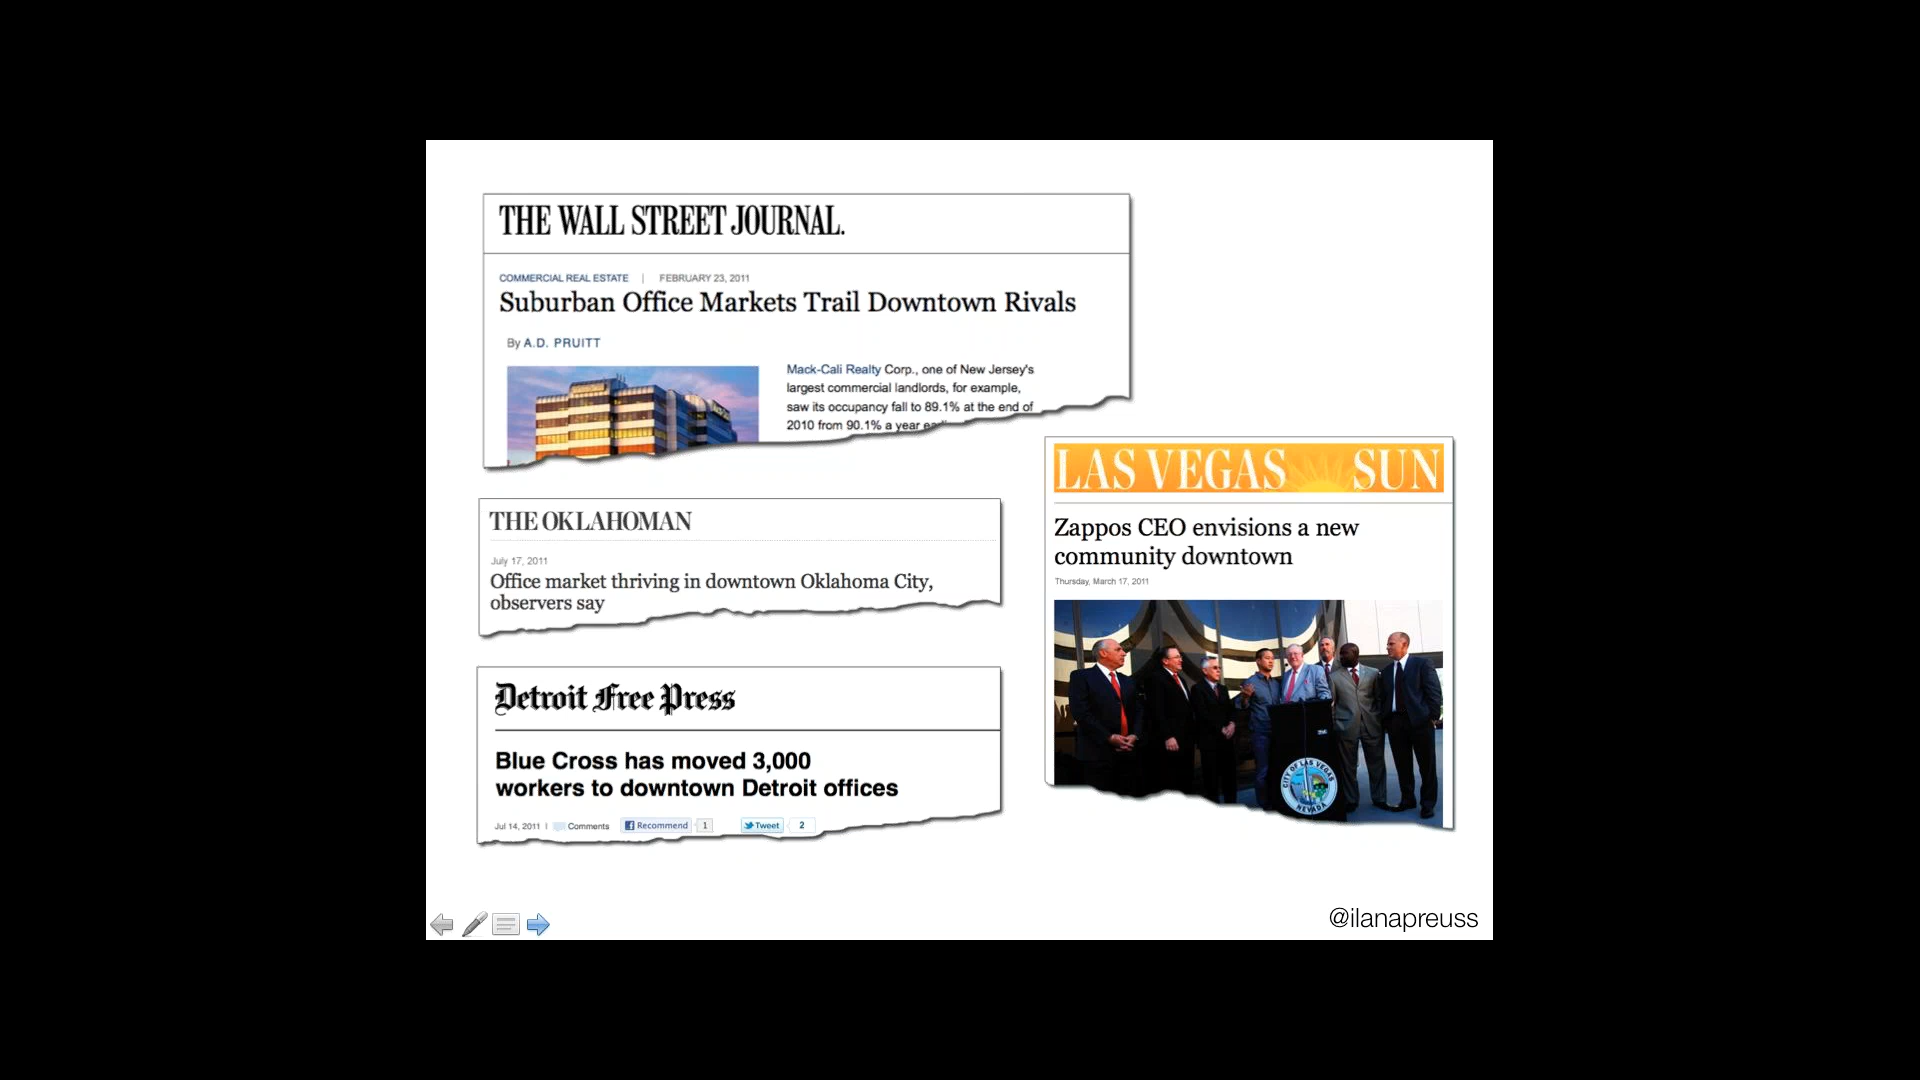 THE WALL STREET JOURNAL.
COMMERCIAL REAL ESTATE | FEBRUARY 23, 2011
Suburban Office Markets Trail Downtown Rivals
By A.D. PRUITT
Mack-Cali Realty Corp., one of New Jersey's
largest commercial landlords, for example,
saw its occupancy fall to 89.1% at the end of
2010 from 90.1% a year
THE OKLAHOMAN
July 17, 2011
Office market thriving in downtown Oklahoma City,
observers say
Detroit Free Press
Blue Cross has moved 3,000
workers to downtown Detroit offices
Jul 14, 2011 | Comments Recommend 1 Tweet 2
LAS VEGAS SUN
Zappos CEO envisions a new
community downtown
Thursday, March 17, 2011
CITY OF LAS VEGAS
NEVADA
@ilanapreuss